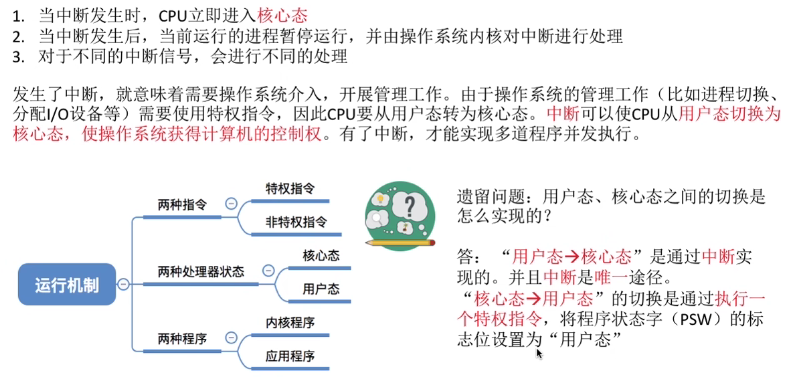 1. 当中断发生时，CPU立即进入核心态
2. 当中断发生后，当前运行的进程暂停运行，并由操作系统内核对中断进行处理
3. 对于不同的中断信号，会进行不同的处理
发生了中断，就意味着需要操作系统介入，开展管理工作。由于操作系统的管理工作（比如进程切换、
分配I/O设备等）需要使用特权指令，因此CPU要从用户态转为核心态。中断可以使CPU从用户态切换为
核心态，使操作系统获得计算机的控制权。有了中断，才能实现多道程序并发执行。
运行机制
两种指令
特权指令
非特权指令
两种处理器状态
核心态
用户态
两种程序
内核程序
应用程序
?
遗留问题：用户态、核心态之间的切换是
怎么实现的？
答：“用户态→核心态”是通过中断实
现的。并且中断是唯一途径。
“核心态→用户态”的切换是通过执行一
个特权指令，将程序状态字（PSW）的标
志位设置为“用户态”